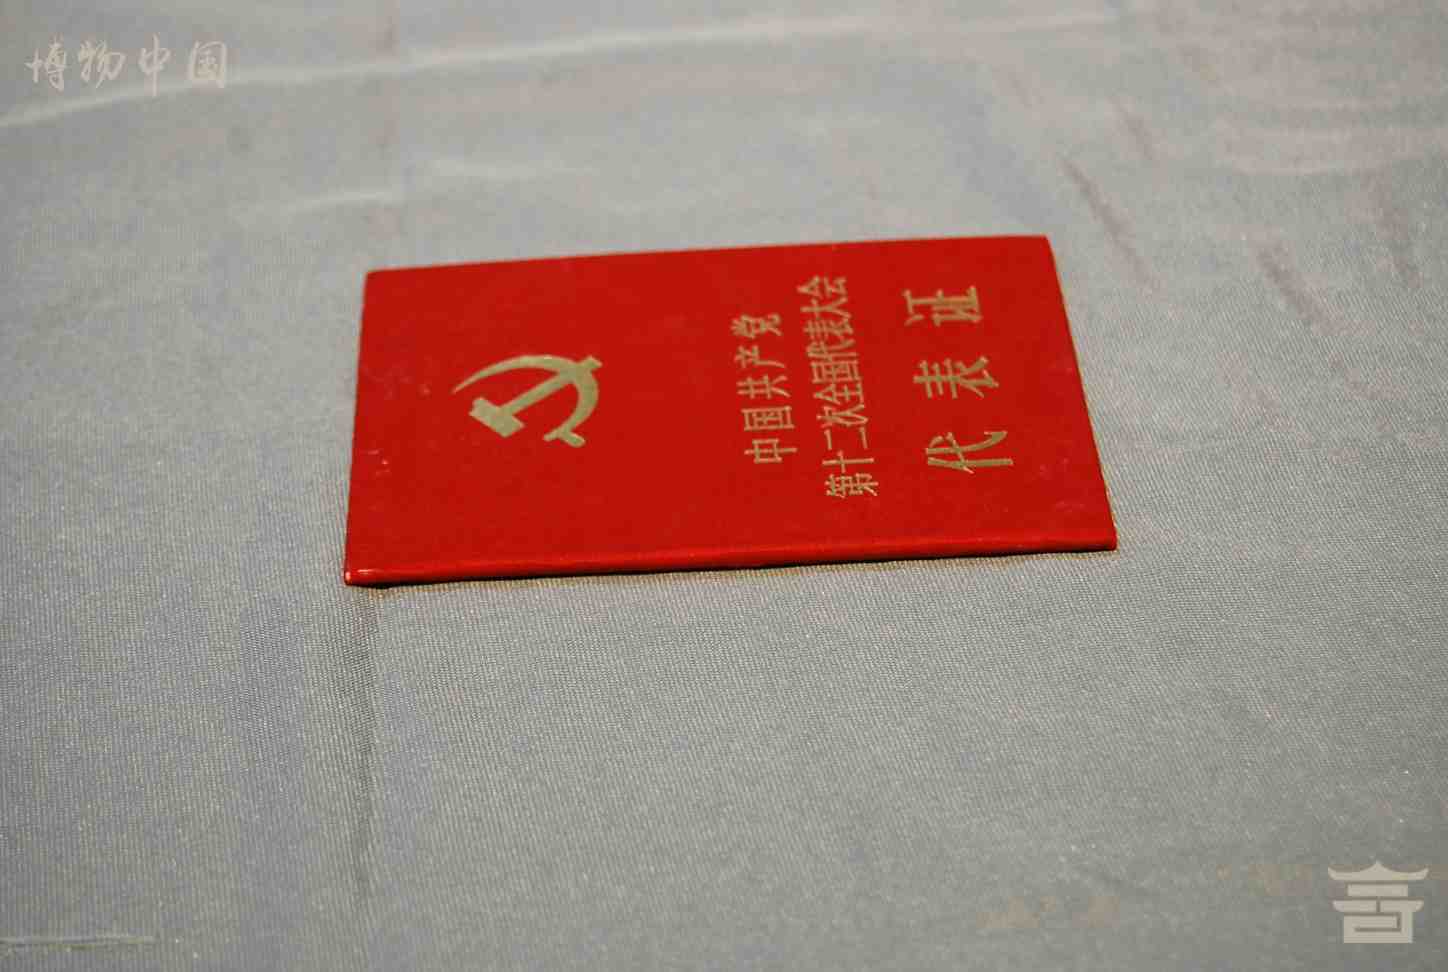 博物中国
中国共产党
第十二次全国代表大会
代表证